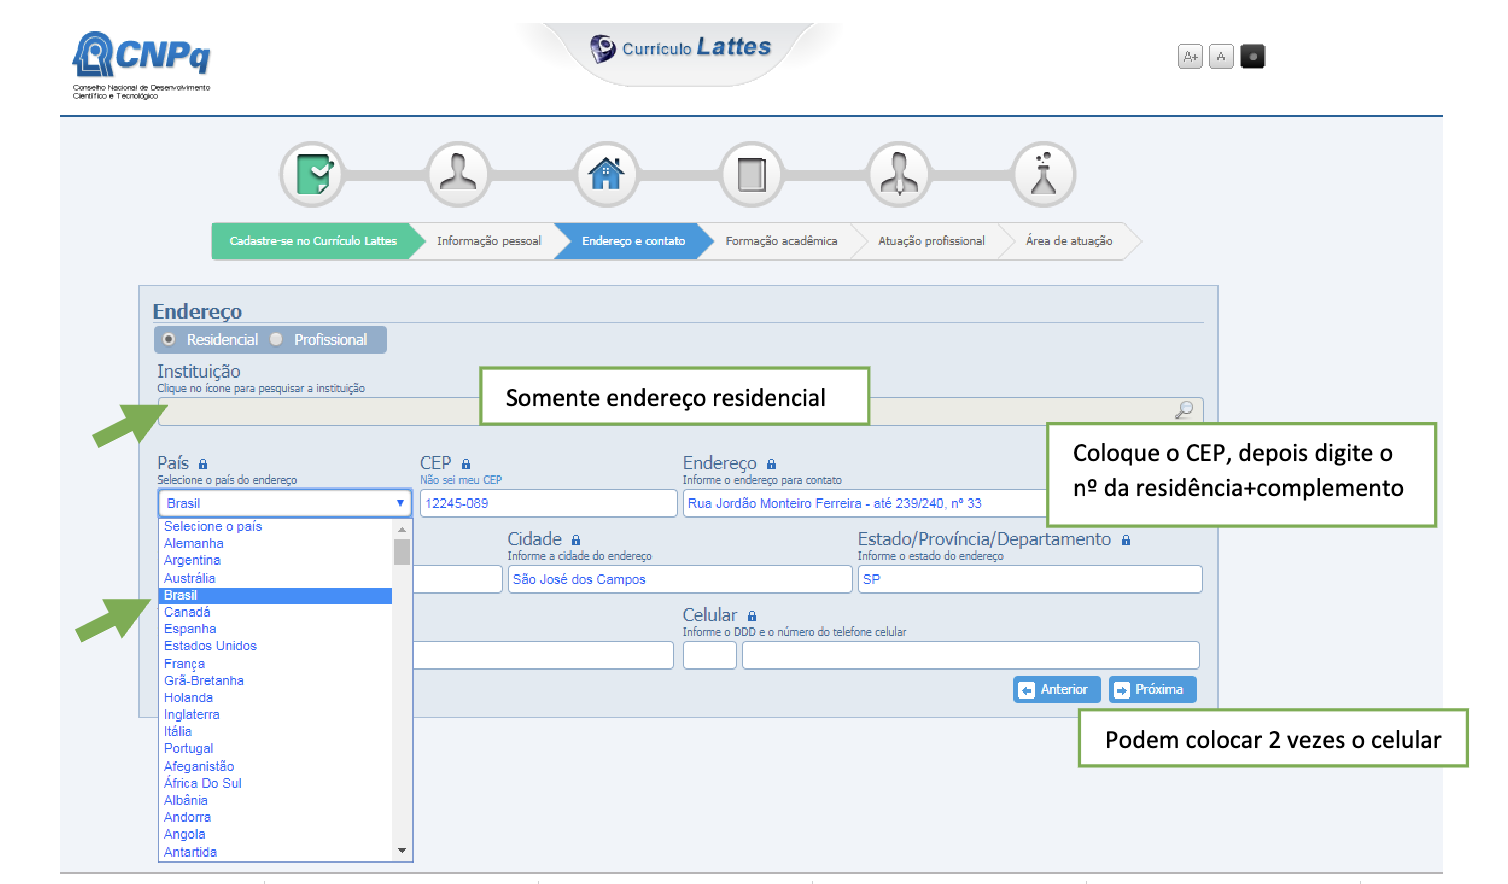 CNPq
Conselho Nacional de Desenvolvimento
Científico e Tecnológico
Currículo Lattes
A+ A
Cadastre-se no Currículo Lattes
Informação pessoal
Endereço e contato
Formação acadêmica
Atuação profissional
Área de atuação
Endereço
Residencial Profissional
Instituição
Clique no ícone para pesquisar a instituição
Somente endereço residencial
Coloque o CEP, depois digite o
nº da residência+complemento
País
Selecione o país do endereço
Brasil
CEP
Não sei meu CEP
12245-089
Endereço
Informe o endereço para contato
Rua Jordão Monteiro Ferreira - até 239/240, nº 33
Selecione o país
Alemanha
Argentina
Austrália
Brasil
Canadá
Espanha
Estados Unidos
França
Grã-Bretanha
Holanda
Inglaterra
Itália
Portugal
Afeganistão
África Do Sul
Albânia
Andorra
Angola
Antartida
Cidade
Informe a cidade do endereço
São José dos Campos
Estado/Província/Departamento
Informe o estado do endereço
SP
Celular
Informe o DDD e o número do telefone celular
Anterior
Próxima
Podem colocar 2 vezes o celular